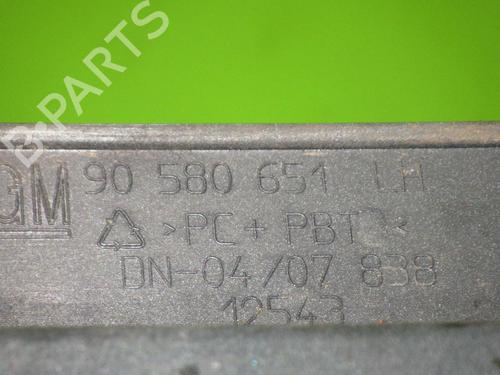 B-PARTS
GM 90 580 651 LH
>PC + PBT<
DN-04/07 838
12543